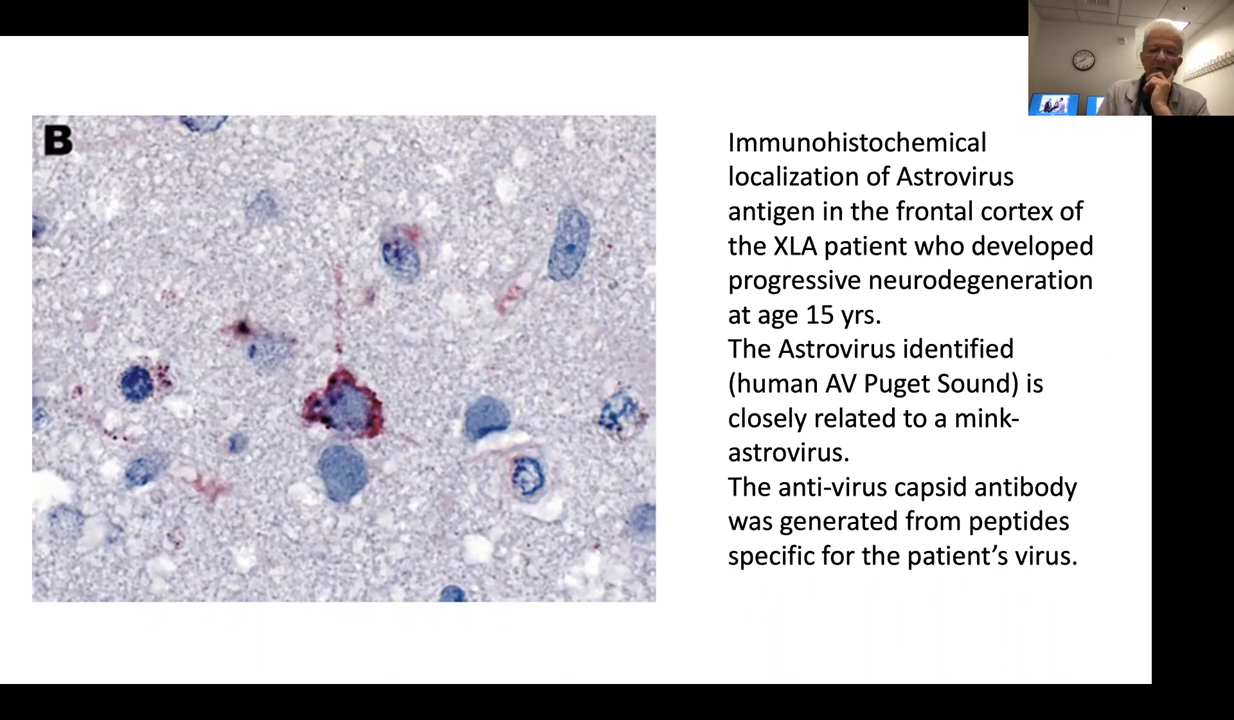 B
Immunohistochemical
localization of Astrovirus
antigen in the frontal cortex of
the XLA patient who developed
progressive neurodegeneration
at age 15 yrs.
The Astrovirus identified
(human AV Puget Sound) is
closely related to a mink-
astrovirus.
The anti-virus capsid antibody
was generated from peptides
specific for the patient’s virus.